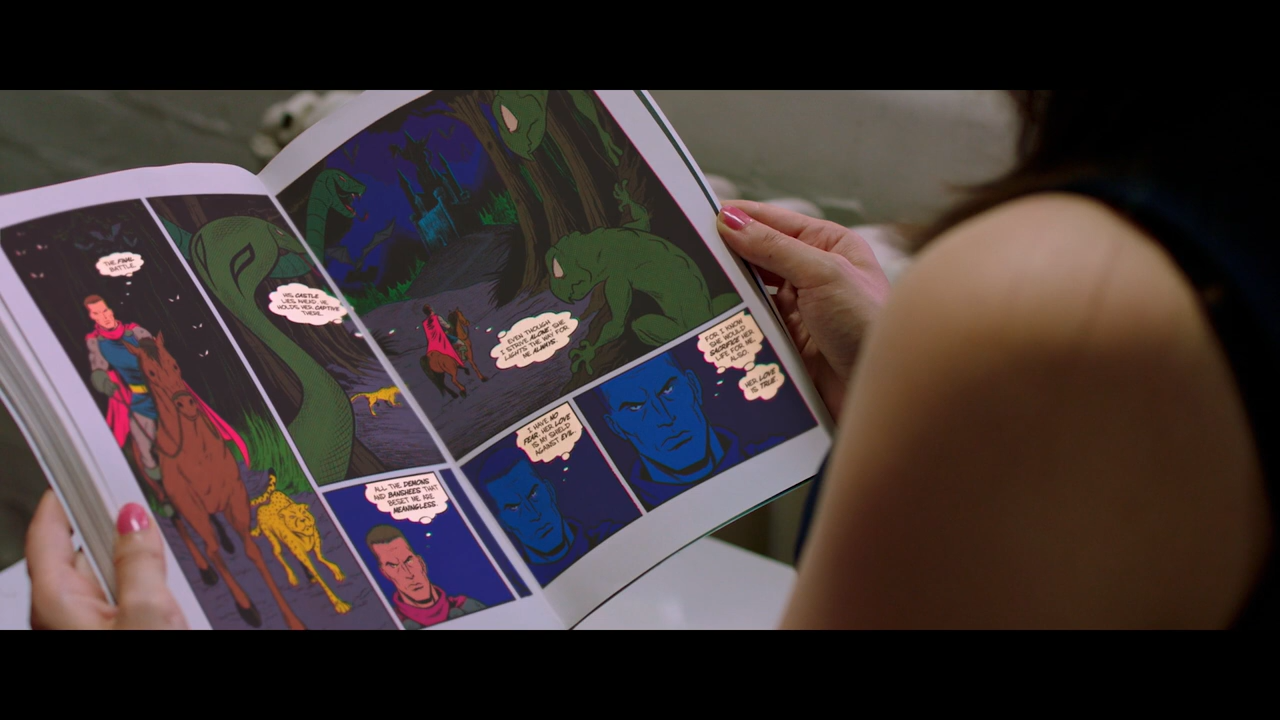 THE FINAL
BATTLE.
HIS CASTLE
LIES AHEAD. HE
HOLDS HER CAPTIVE
THERE.
EVEN THOUGH
I STRIVE ALONE, SHE
LIGHTS THE WAY FOR
ME ALWAYS.
ALL THE DEMONS
AND BANSHEES THAT
BESET ME ARE
MEANINGLESS.
I HAVE NO
FEAR. HER LOVE
IS MY SHIELD
AGAINST EVIL.
FOR I KNOW
SHE WOULD
SACRIFICE HER
LIFE FOR ME,
ALSO.
HER LOVE
IS TRUE.